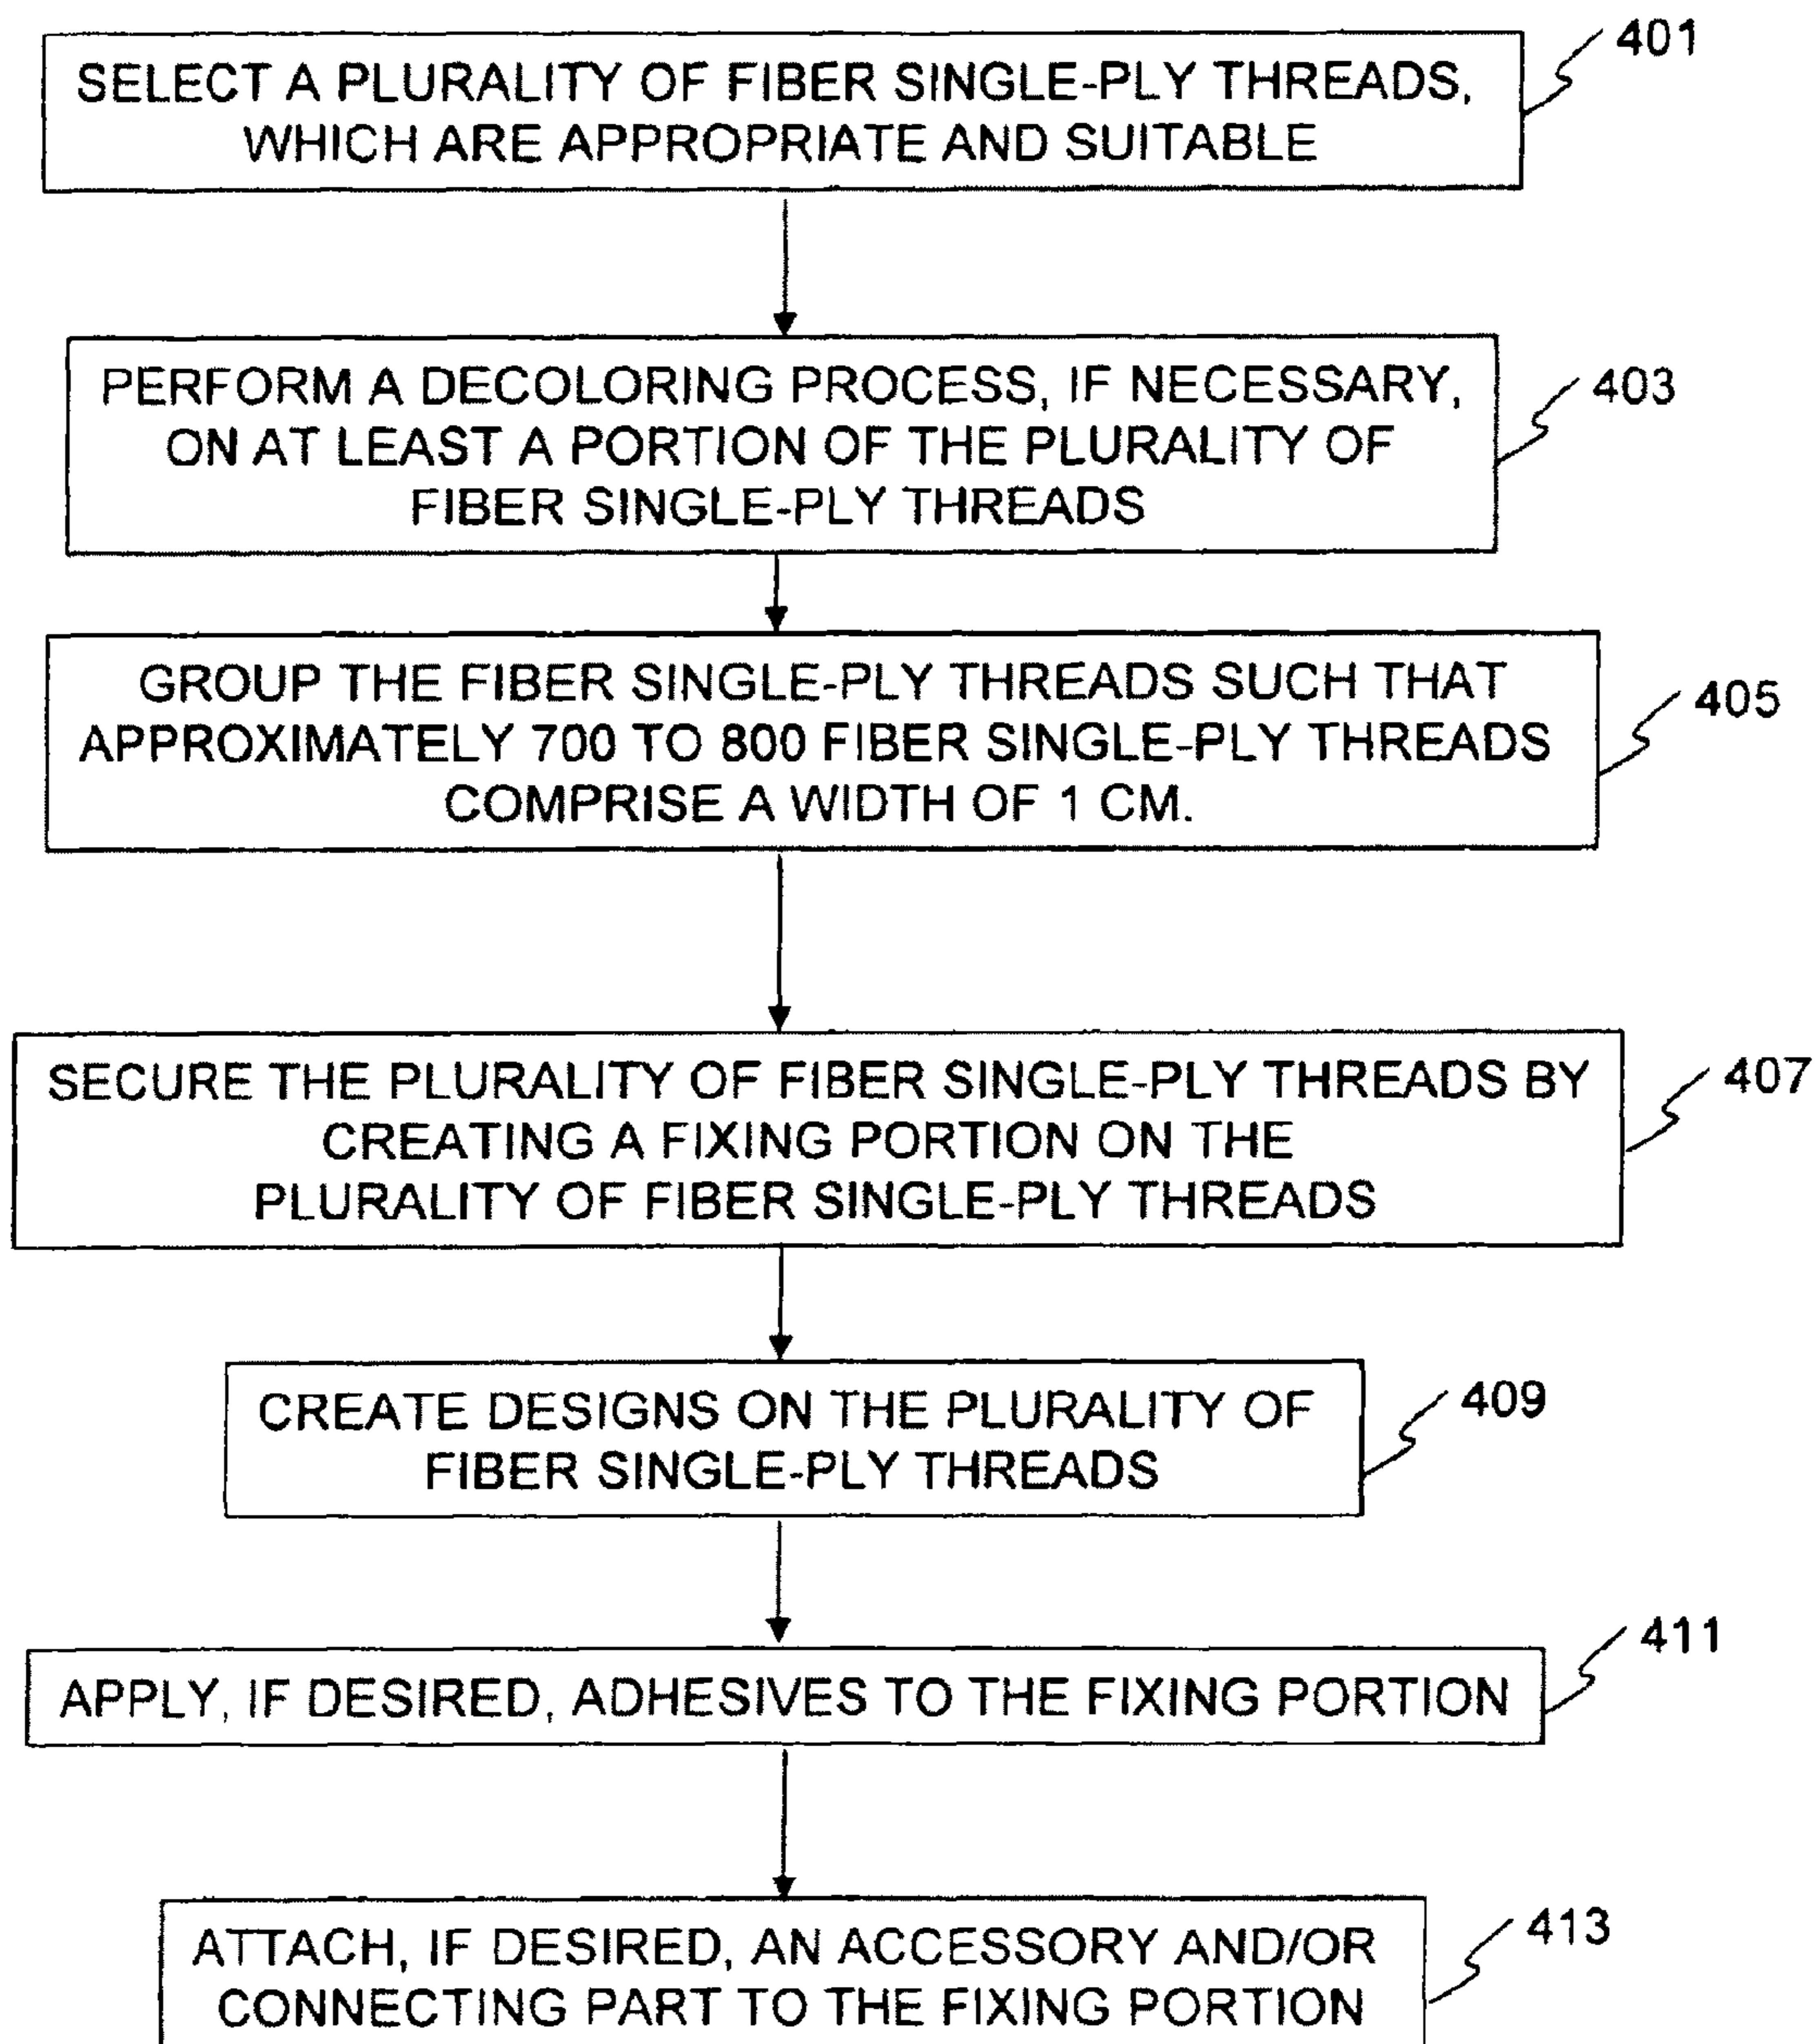 401
SELECT A PLURALITY OF FIBER SINGLE-PLY THREADS,
WHICH ARE APPROPRIATE AND SUITABLE
403
PERFORM A DECOLORING PROCESS, IF NECESSARY,
ON AT LEAST A PORTION OF THE PLURALITY OF
FIBER SINGLE-PLY THREADS
405
GROUP THE FIBER SINGLE-PLY THREADS SUCH THAT
APPROXIMATELY 700 TO 800 FIBER SINGLE-PLY THREADS
COMPRISE A WIDTH OF 1 CM.
407
SECURE THE PLURALITY OF FIBER SINGLE-PLY THREADS BY
CREATING A FIXING PORTION ON THE
PLURALITY OF FIBER SINGLE-PLY THREADS
409
CREATE DESIGNS ON THE PLURALITY OF
FIBER SINGLE-PLY THREADS
411
APPLY, IF DESIRED, ADHESIVES TO THE FIXING PORTION
413
ATTACH, IF DESIRED, AN ACCESSORY AND/OR
CONNECTING PART TO THE FIXING PORTION